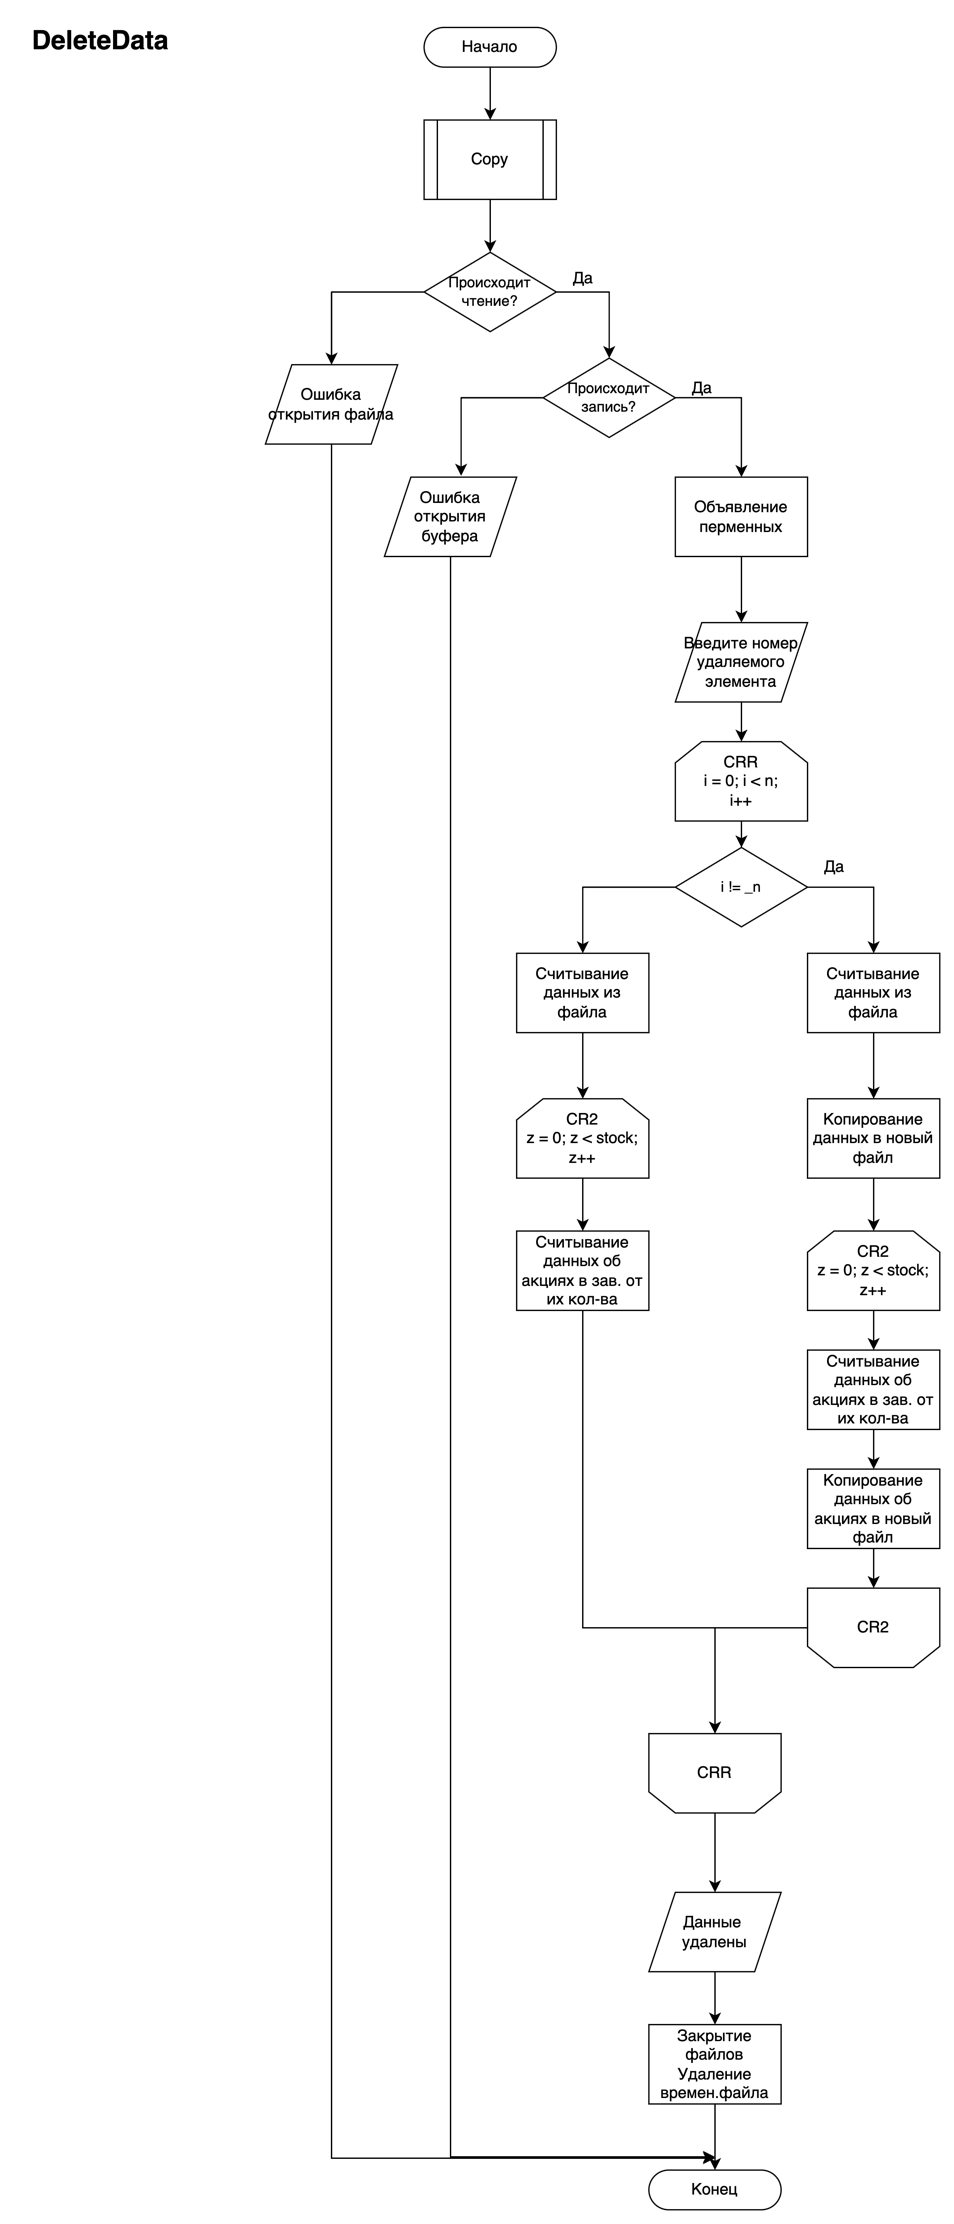 DeleteData
Начало
Copy
Происходит
чтение?
Да
Ошибка
открытия файла
Происходит
запись?
Да
Ошибка
открытия
буфера
Объявление
перменных
Введите номер
удаляемого
элемента
CRR
i = 0; i < n;
i++
i != _n
Да
Считывание
данных из
файла
CR2
z = 0; z < stock;
z++
Считывание
данных об
акциях в зав. от
их кол-ва
Считывание
данных из
файла
Копирование
данных в новый
файл
CR2
z = 0; z < stock;
z++
Считывание
данных об
акциях в зав. от
их кол-ва
Копирование
данных об
акциях в новый
файл
CR2
CRR
Данные
удалены
Закрытие
файлов
Удаление
времен.файла
Конец